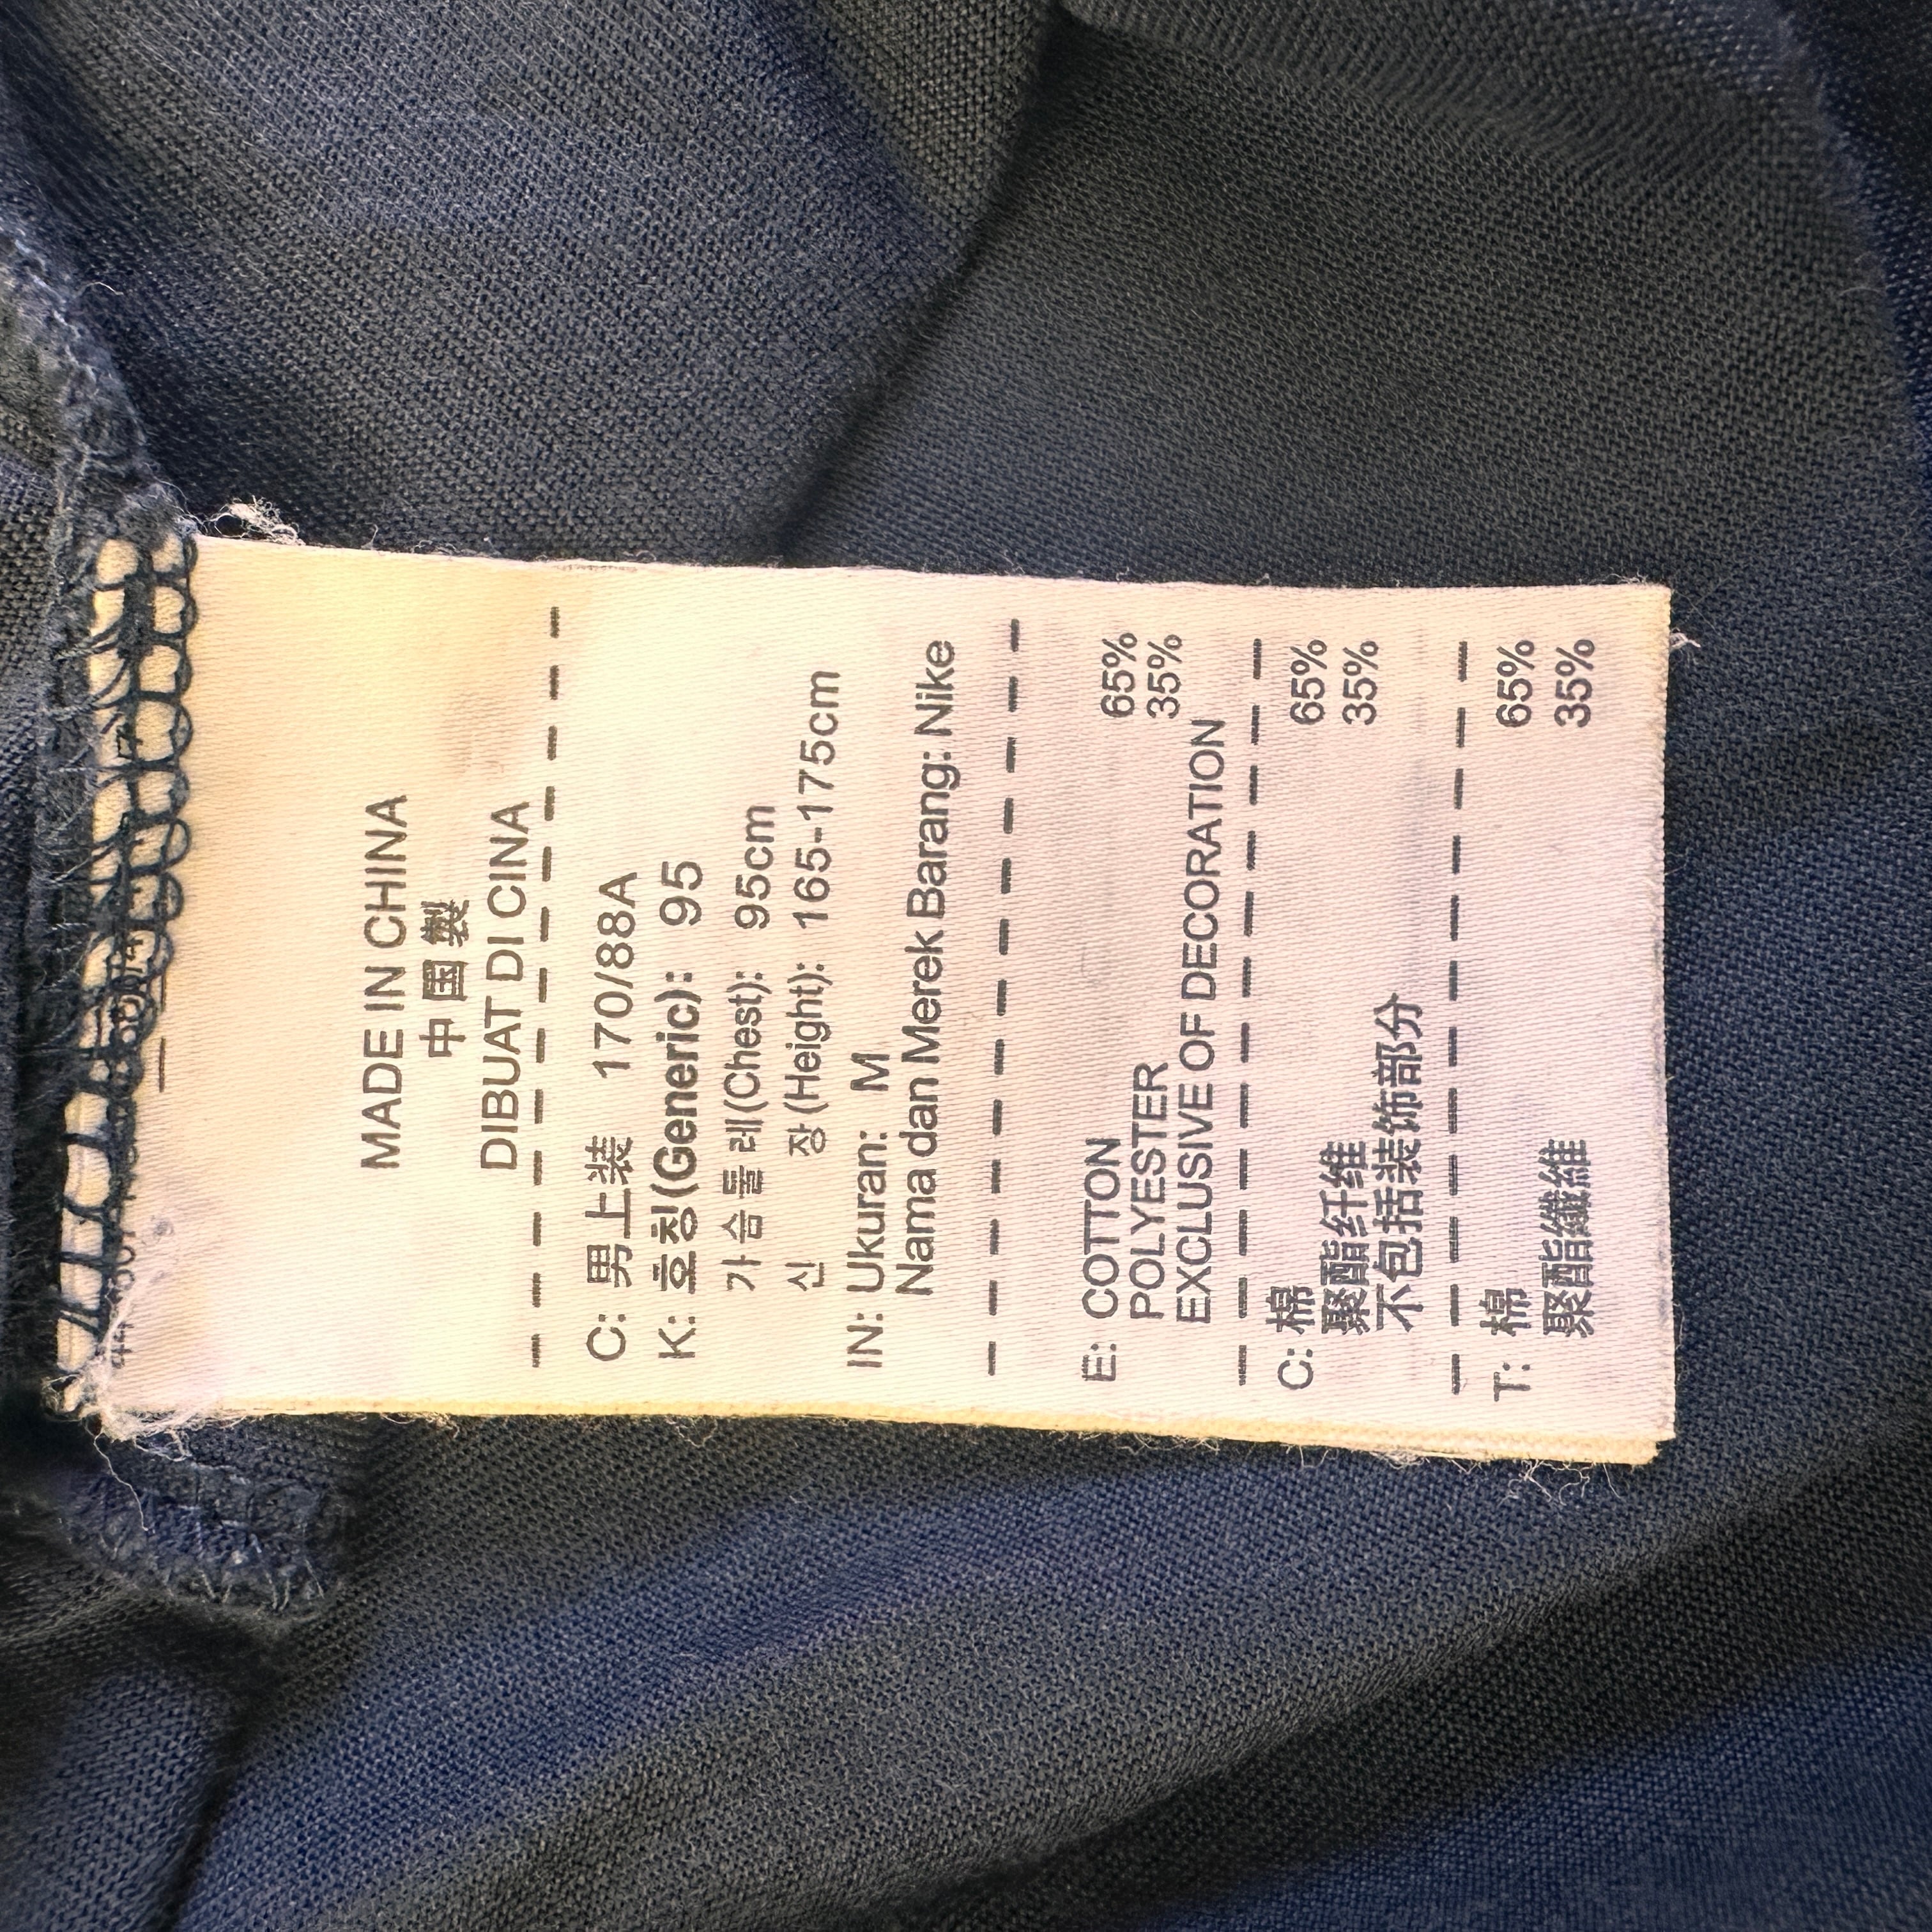 MADE IN CHINA
中国製
DIBUAT DI CINA
C: 男上装 170/88A
K: 호칭(Generic): 95
가슴둘레(Chest): 95cm
신 장(Height): 165-175cm
IN: Ukuran: M
Nama dan Merek Barang: Nike
E: COTTON 65%
POLYESTER 35%
EXCLUSIVE OF DECORATION
C: 棉 65%
聚酯纤维 35%
不包括装饰部分
T: 棉 65%
聚酯纖維 35%